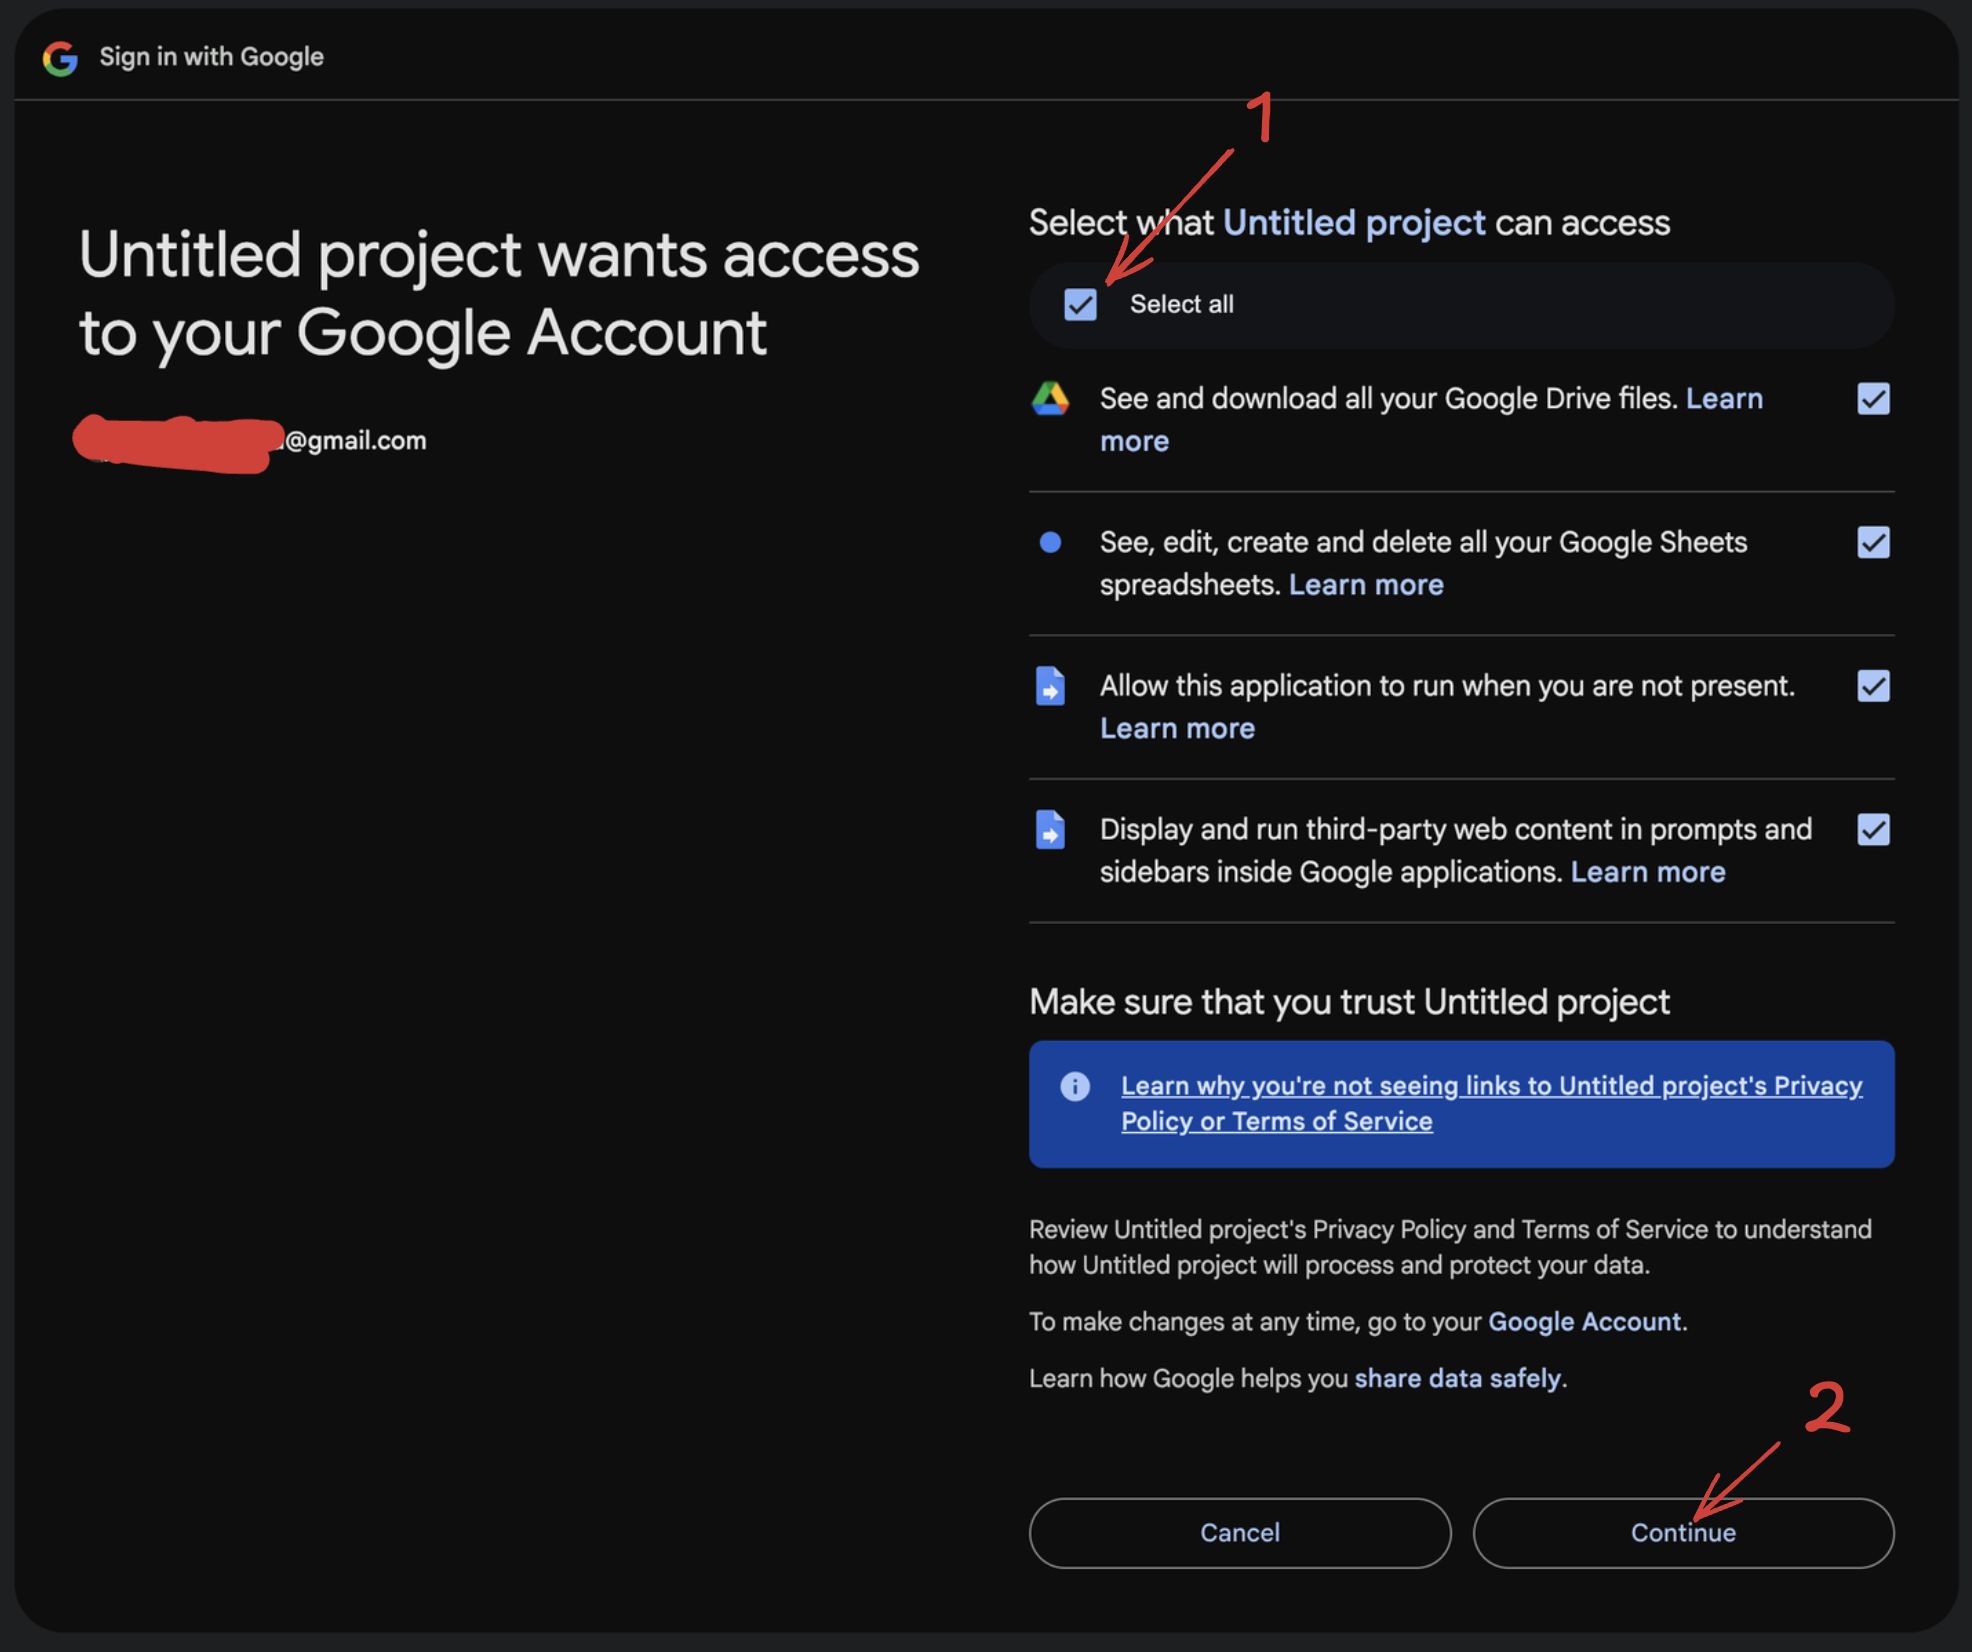 Sign in with Google
1
Untitled project wants access
to your Google Account
@gmail.com
Select what Untitled project can access
Select all
See and download all your Google Drive files. Learn
more
See, edit, create and delete all your Google Sheets
spreadsheets. Learn more
Allow this application to run when you are not present.
Learn more
Display and run third-party web content in prompts and
sidebars inside Google applications. Learn more
Make sure that you trust Untitled project
Learn why you're not seeing links to Untitled project's Privacy
Policy or Terms of Service
Review Untitled project's Privacy Policy and Terms of Service to understand
how Untitled project will process and protect your data.
To make changes at any time, go to your Google Account.
Learn how Google helps you share data safely.
2
Cancel
Continue